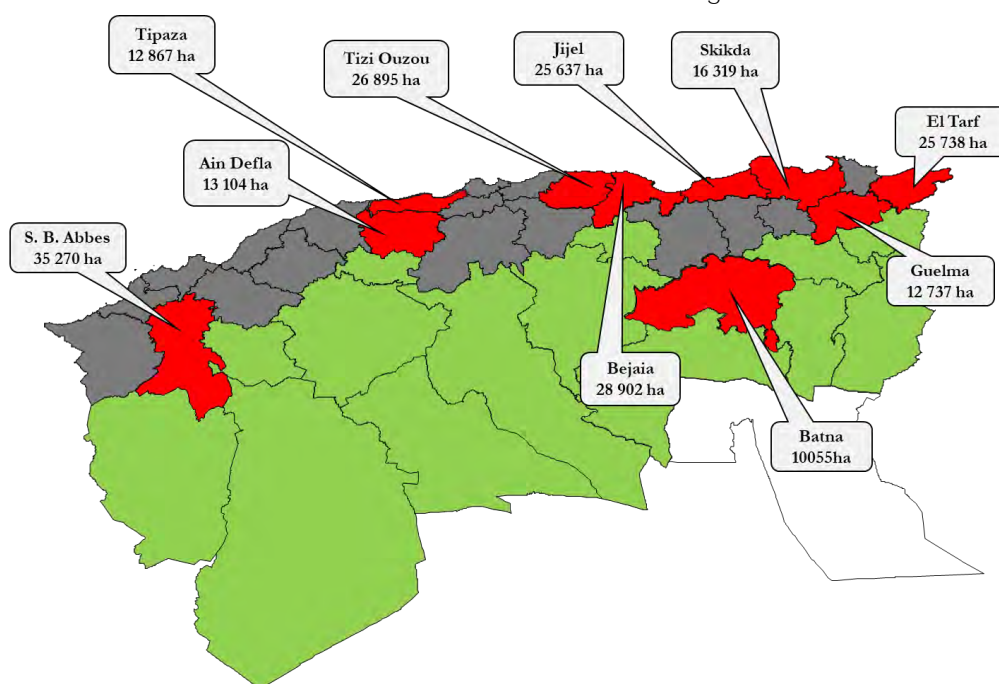 Tipaza
12 867 ha
Tizi Ouzou
26 895 ha
Jijel
25 637 ha
Skikda
16 319 ha
El Tarf
25 738 ha
Ain Defla
13 104 ha
S. B. Abbes
35 270 ha
Guelma
12 737 ha
Bejaia
28 902 ha
Batna
10055ha